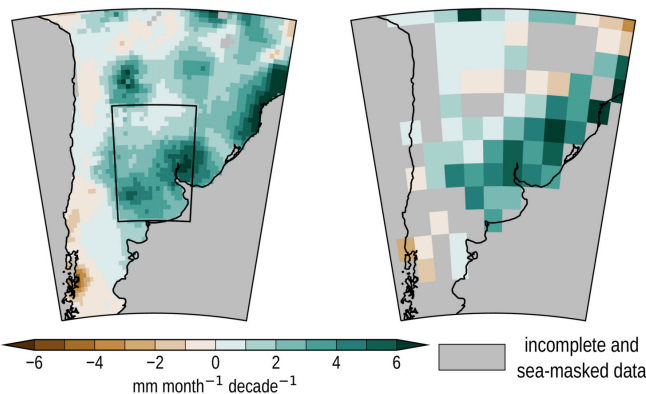 −6 −4 −2 0 2 4 6
mm month⁻¹ decade⁻¹
incomplete and
sea-masked data